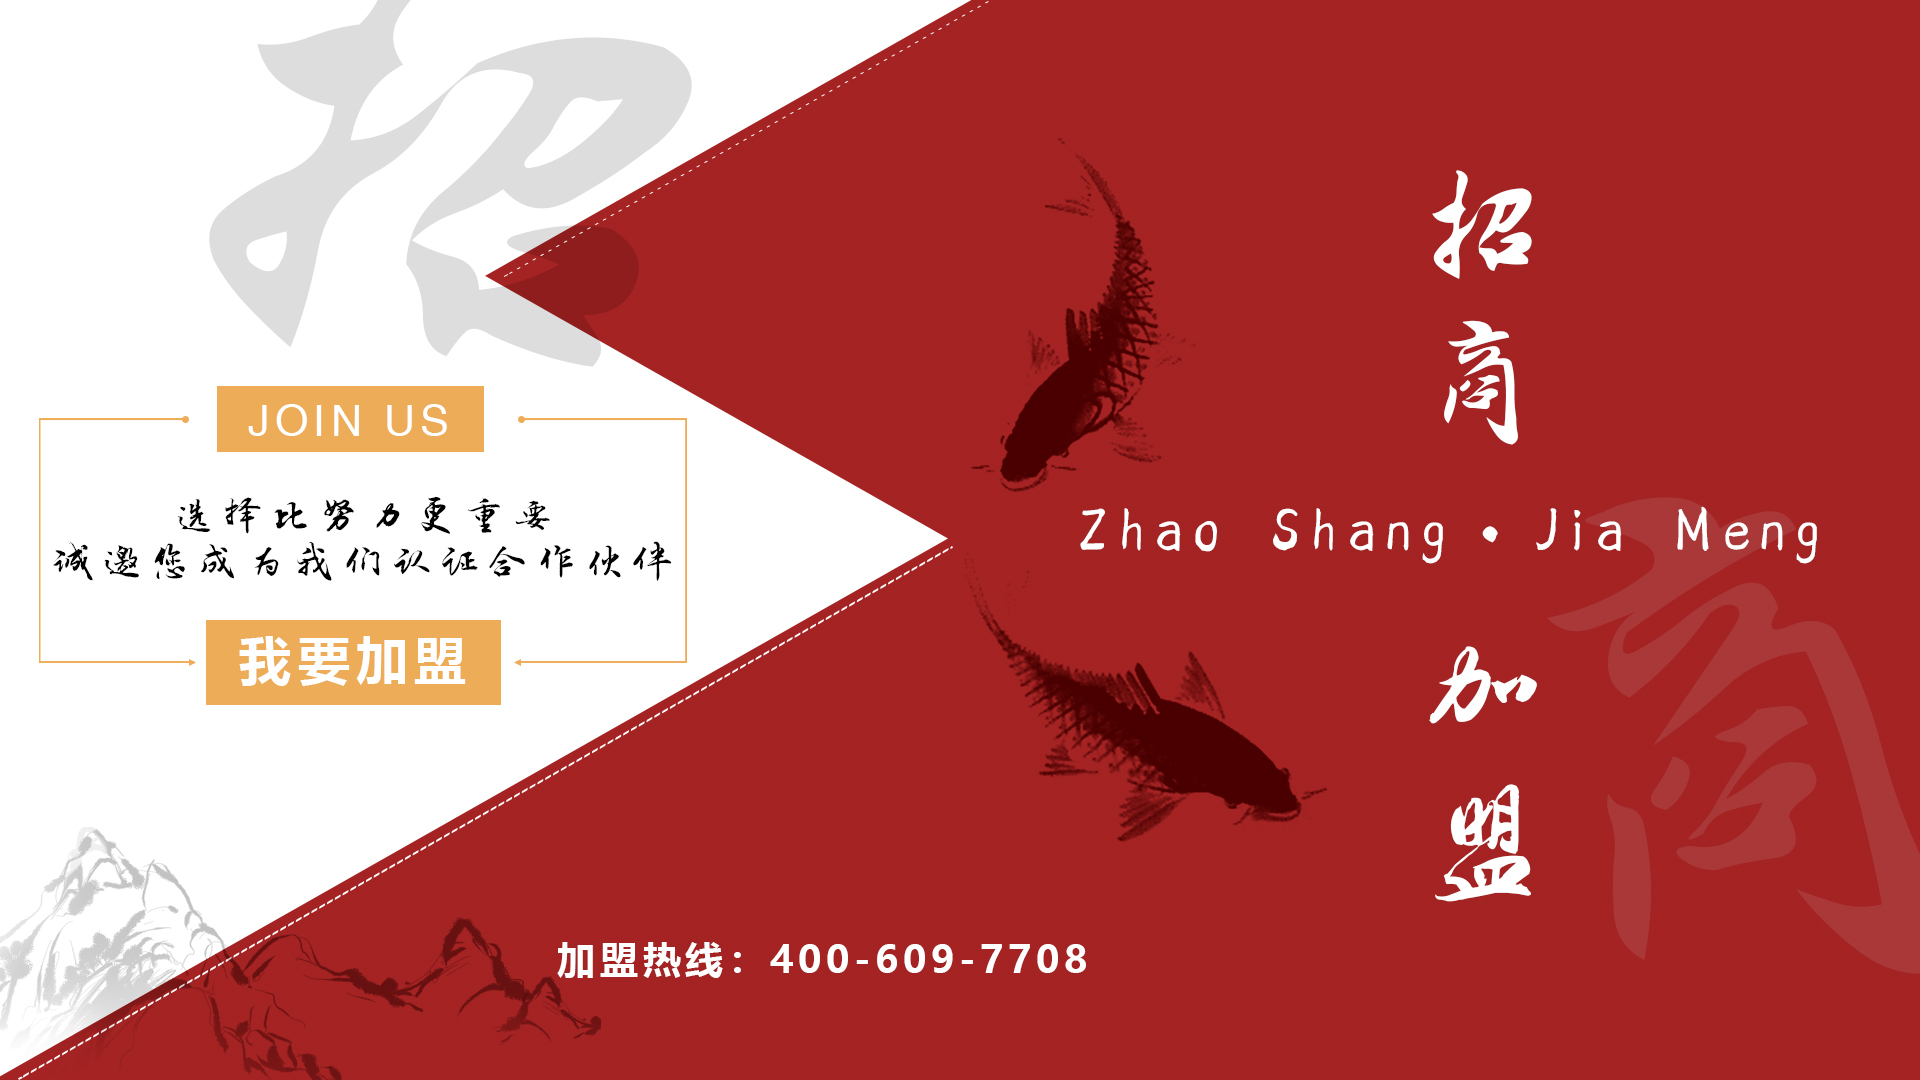 招
JOIN US
选择比努力更重要
诚邀您成为我们认证合作伙伴
我要加盟
招
商
Zhao Shang·Jia Meng
加
盟
商
加盟热线：400-609-7708